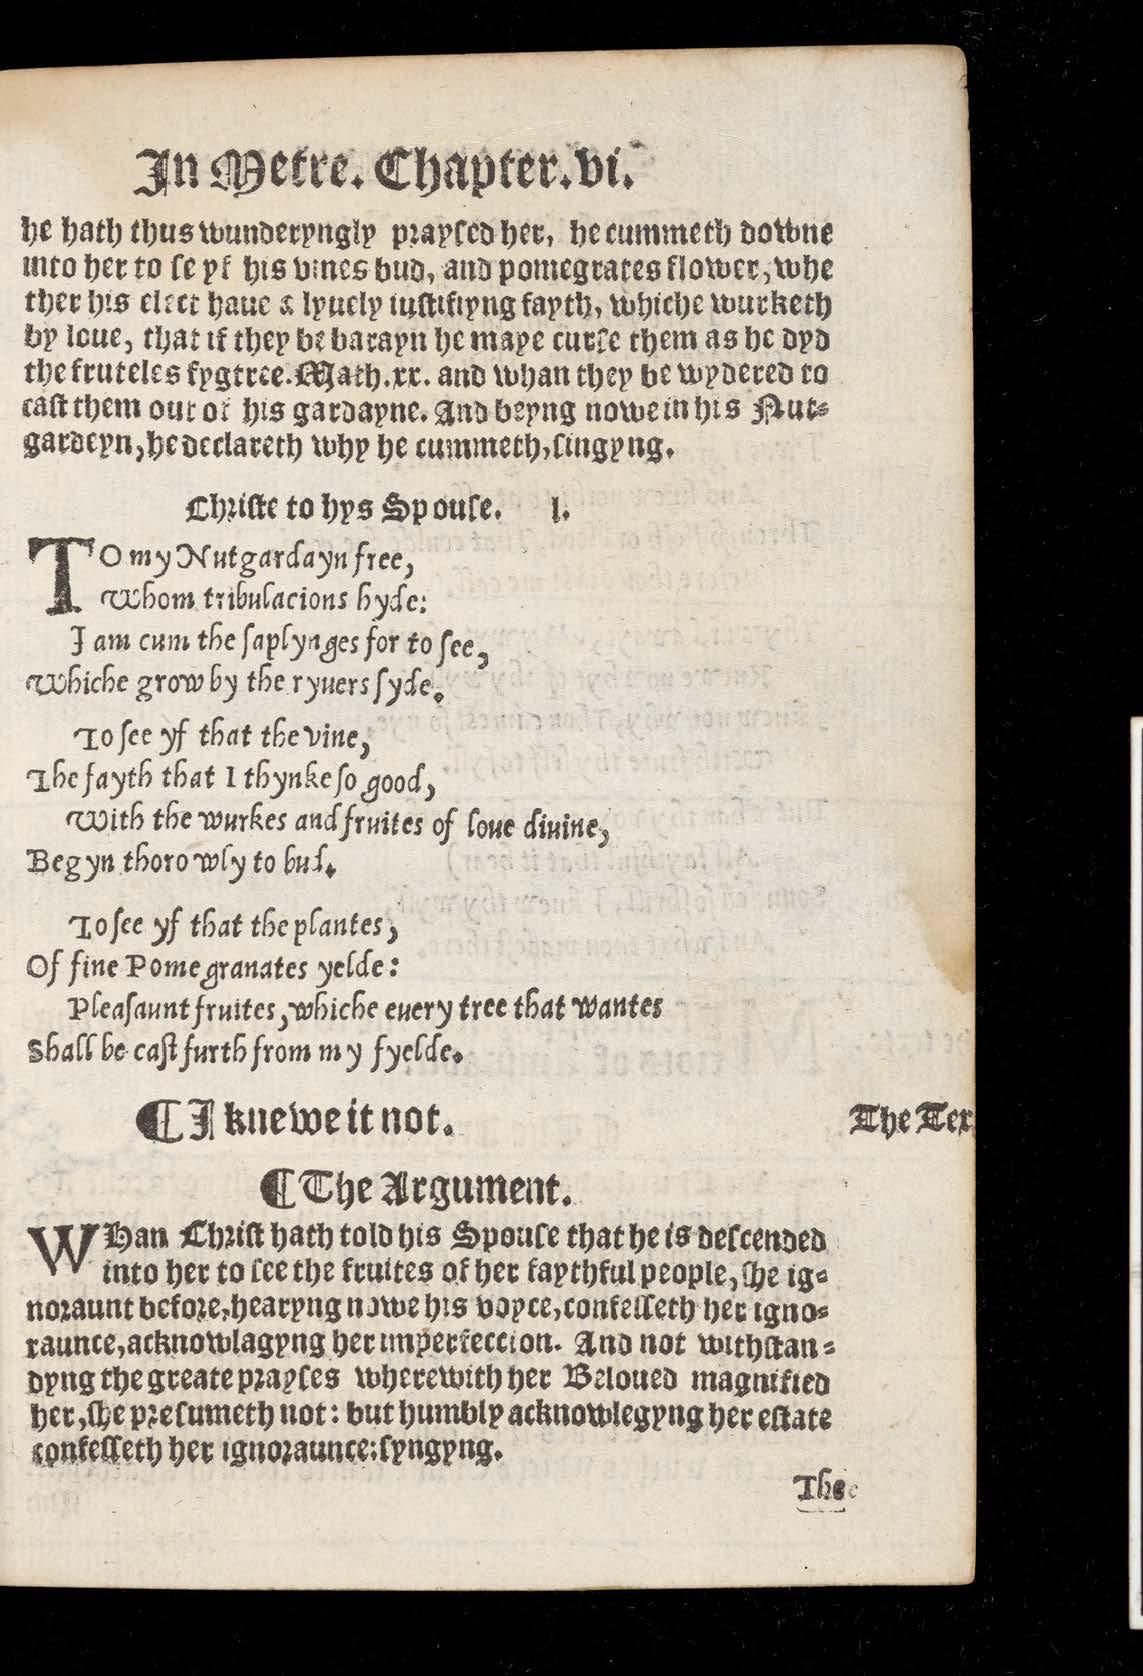 In Metre. Chapter.vi.
he hath thus wunderyngly praysed her, he cummeth downe
into her to se yf his vines bud, and pomegrates flower, whe
ther his elect haue a lyuely iustifiyng fayth, whiche wurketh
by loue, that if they be barayn he maye curse them as he dyd
the fruteles fygtree. Math.xx. and whan they be wydered to
cast them out of his gardayne. And beyng nowe in his Nut=
gardeyn, he declareth why he cummeth, singyng.
Christe to hys Spouse. I.
TO my Nutgardayn free,
Whom tribulacions hyde:
I am cum the saplynges for to see,
Whiche grow by the ryuers syde.
To see yf that the vine,
The fayth that I thynke so good,
With the wurkes and fruites of loue diuine,
Begyn thorowly to bud.
To see yf that the plantes,
Of fine Pomegranates yelde:
Pleasaunt fruites, whiche euery tree that wantes
Shall be cast furth from my fyelde.
¶ I knewe it not.
The Tex
¶ The Argument.
WHan Christ hath told his Spouse that he is descended
into her to see the fruites of her faythful people, she ig=
noraunt before, hearyng nowe his voyce, confesseth her igno=
raunce, acknowlagyng her imperfeccion. And not withstan=
dyng the greate prayses wherewith her Beloued magnified
her, she presumeth not: but humbly acknowlegyng her estate
confesseth her ignoraunce: syngyng.
The